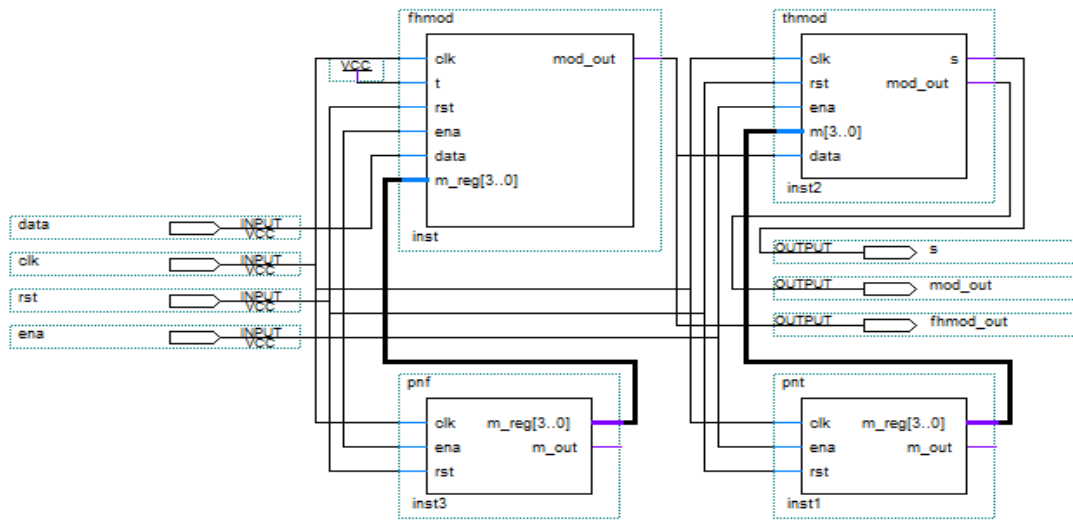 fhmod
clk
mod_out
VCC
t
rst
ena
data
m_reg[3..0]
inst
thmod
clk
s
rst
mod_out
ena
m[3..0]
data
inst2
data
INPUT
VCC
clk
INPUT
VCC
rst
INPUT
VCC
ena
INPUT
VCC
OUTPUT
s
OUTPUT
mod_out
OUTPUT
fhmod_out
pnf
clk
m_reg[3..0]
ena
m_out
rst
inst3
pnt
clk
m_reg[3..0]
ena
m_out
rst
inst1